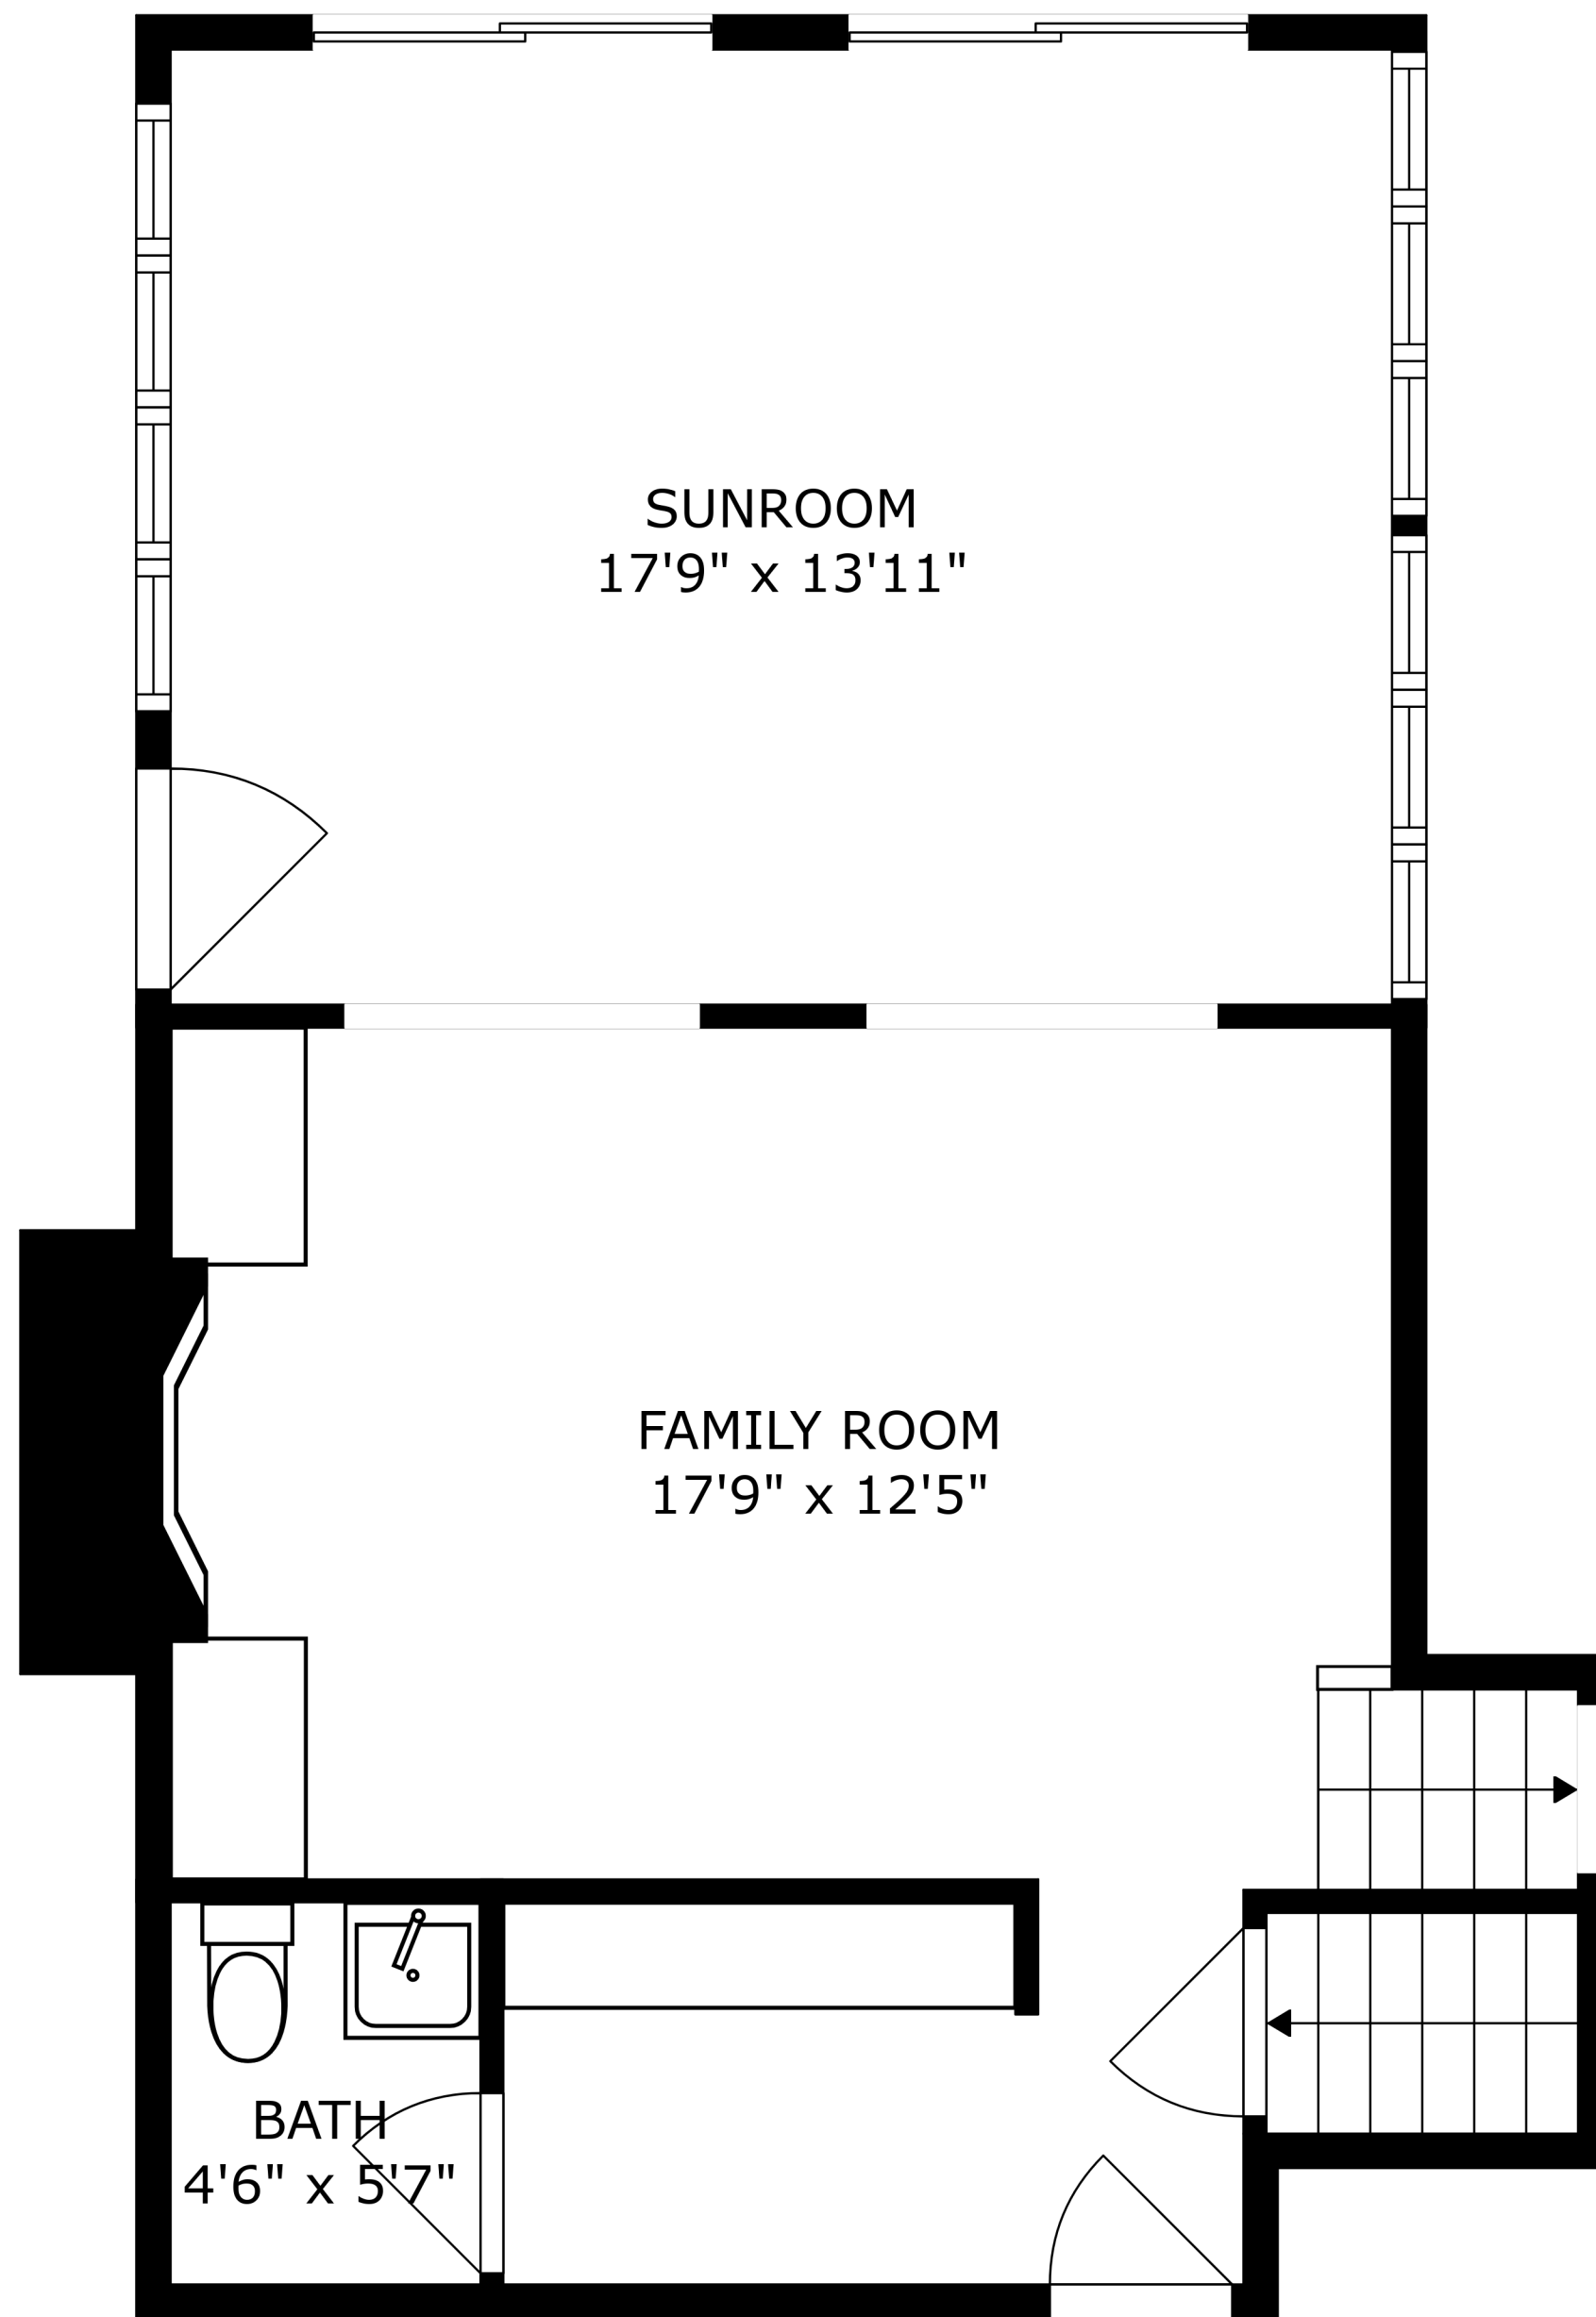 SUNROOM
17'9" x 13'11"
FAMILY ROOM
17'9" x 12'5"
BATH
4'6" x 5'7"